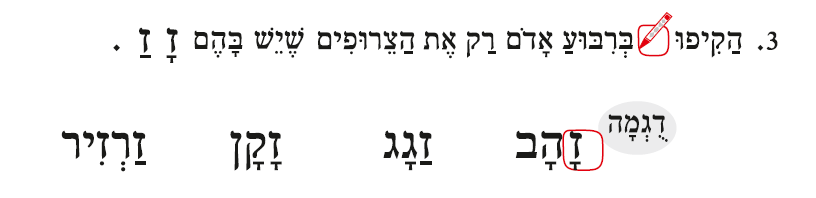 3. הַקִּיפוּ בְּרִבּוּעַ אָדֹם רַק אֶת הַצֵּרוּפִים שֶׁיֵּשׁ בָּהֶם זָ זַ .
דֻּגְמָה זָהָב זַגָּג זָקָן זַרְזִיר